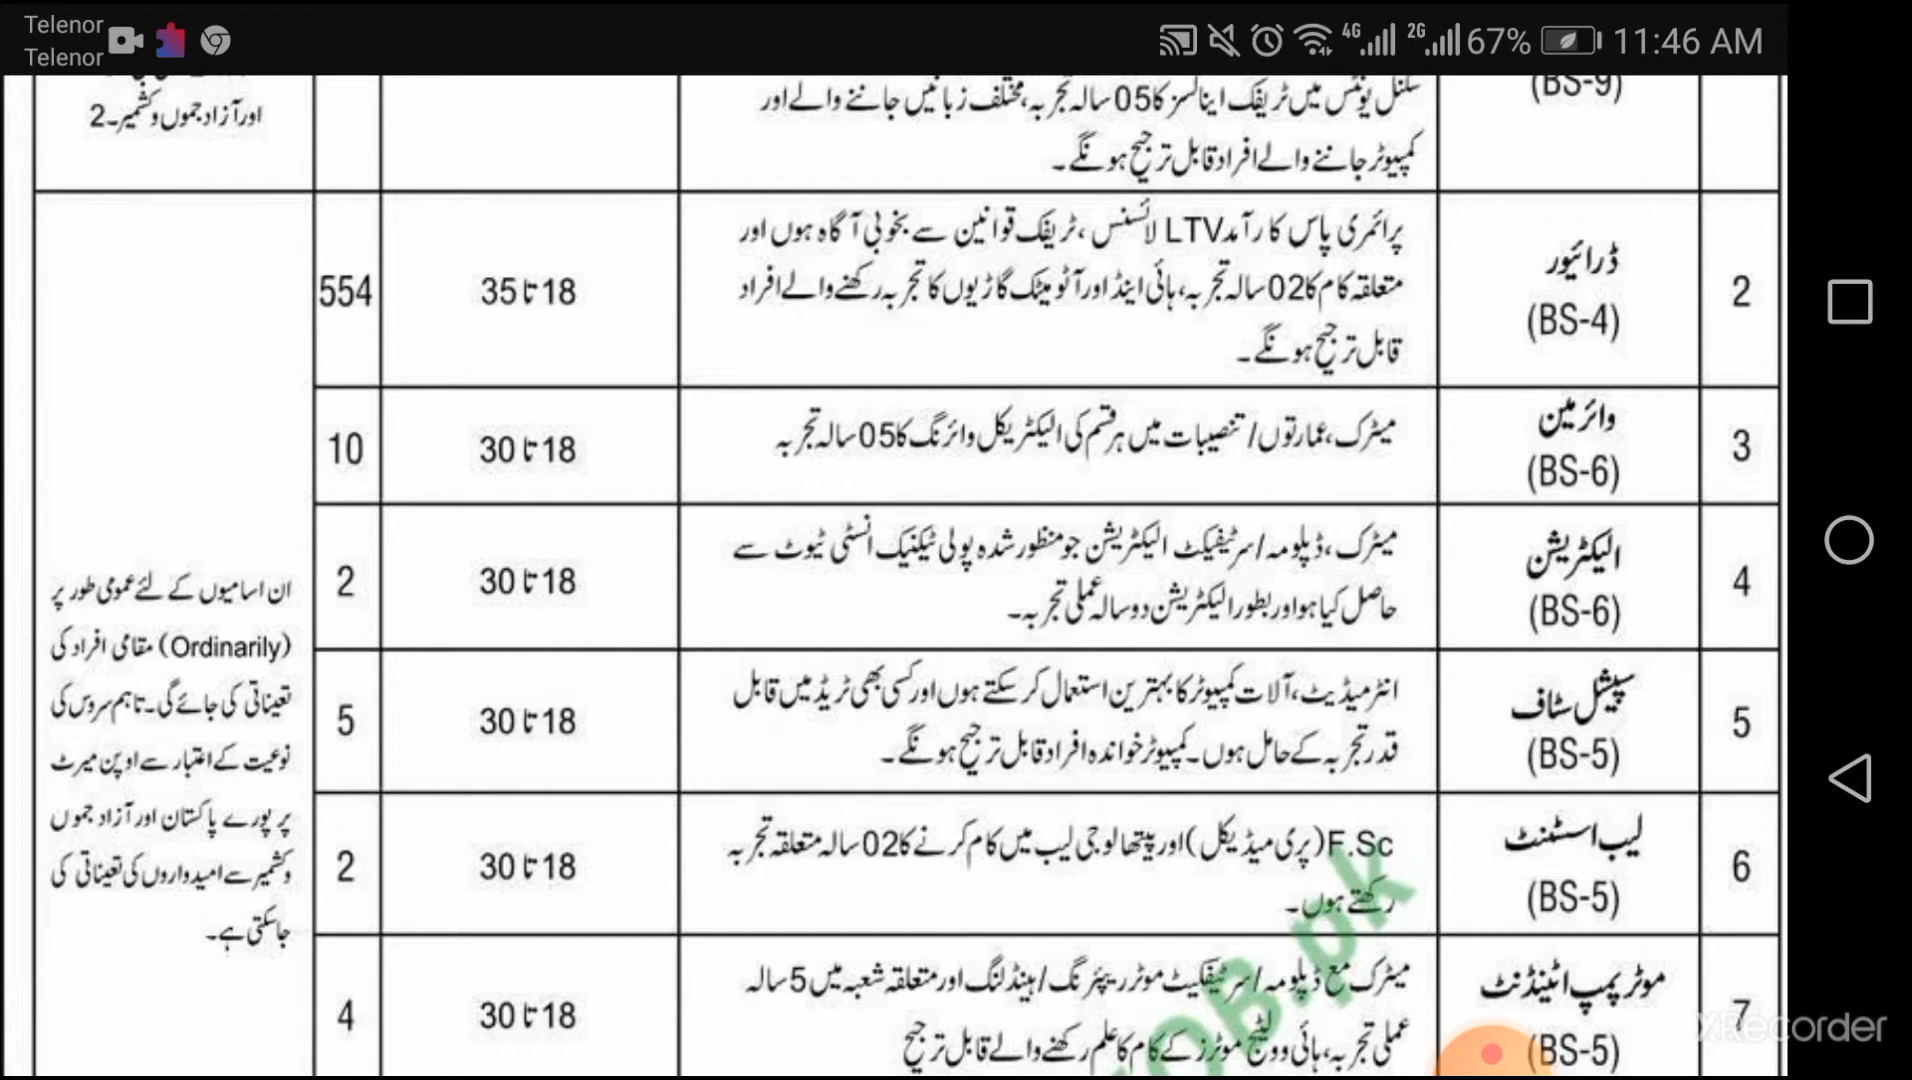 Telenor
Telenor
4G 2G 67% 11:46 AM
(BS-9)
سگنل یونٹس میں ٹریفک اینالسز کا 05 سالہ تجربہ، مختلف زبانیں جاننے والے اور
کمپیوٹر جاننے والے افراد قابل ترجیح ہونگے۔
اور آزاد جموں و کشمیر۔2
2
ڈرائیور
(BS-4)
پرائمری پاس کارآمد LTV لائسنس، ٹریفک قوانین سے بخوبی آگاہ ہوں اور
متعلقہ کام کا 02 سالہ تجربہ، ہائی اینڈ اور آٹومیٹک گاڑیوں کا تجربہ رکھنے والے افراد
قابل ترجیح ہونگے۔
18 تا 35
554
3
وائرمین
(BS-6)
میٹرک، عمارتوں/ تنصیبات میں ہر قسم کی الیکٹریکل وائرنگ کا 05 سالہ تجربہ
18 تا 30
10
4
الیکٹریشن
(BS-6)
میٹرک، ڈپلومہ/سرٹیفیکٹ الیکٹریشن جو منظور شدہ پولی ٹیکنیک انسٹی ٹیوٹ سے
حاصل کیا ہو اور بطور الیکٹریشن دو سالہ عملی تجربہ۔
18 تا 30
2
5
سپیشل سٹاف
(BS-5)
انٹرمیڈیٹ، آلات کمپیوٹر کا بہترین استعمال کر سکتے ہوں اور کسی بھی ٹریڈ میں قابل
قدر تجربہ کے حامل ہوں۔ کمپیوٹر خواندہ افراد قابل ترجیح ہونگے۔
18 تا 30
5
6
لیب اسسٹنٹ
(BS-5)
F.Sc (پری میڈیکل) اور پیتھالوجی لیب میں کام کرنے کا 02 سالہ متعلقہ تجربہ
رکھتے ہوں۔
18 تا 30
2
7
موٹر پمپ اٹینڈنٹ
(BS-5)
میٹرک مع ڈپلومہ/سرٹیفکیٹ موٹر ریپئرنگ/ہینڈلنگ اور متعلقہ شعبہ میں 5 سالہ
عملی تجربہ، ہائی وولٹیج موٹرز کے کام کا علم رکھنے والے قابل ترجیح
18 تا 30
4
ان اسامیوں کے لئے عمومی طور پر
(Ordinarily) مقامی افراد کی
تعیناتی کی جائے گی۔ تاہم سروس کی
نوعیت کے اعتبار سے اوپن میرٹ
پر پورے پاکستان اور آزاد جموں
و کشمیر سے امیدواروں کی تعیناتی کی
جاسکتی ہے۔
OB.pk
XRecorder